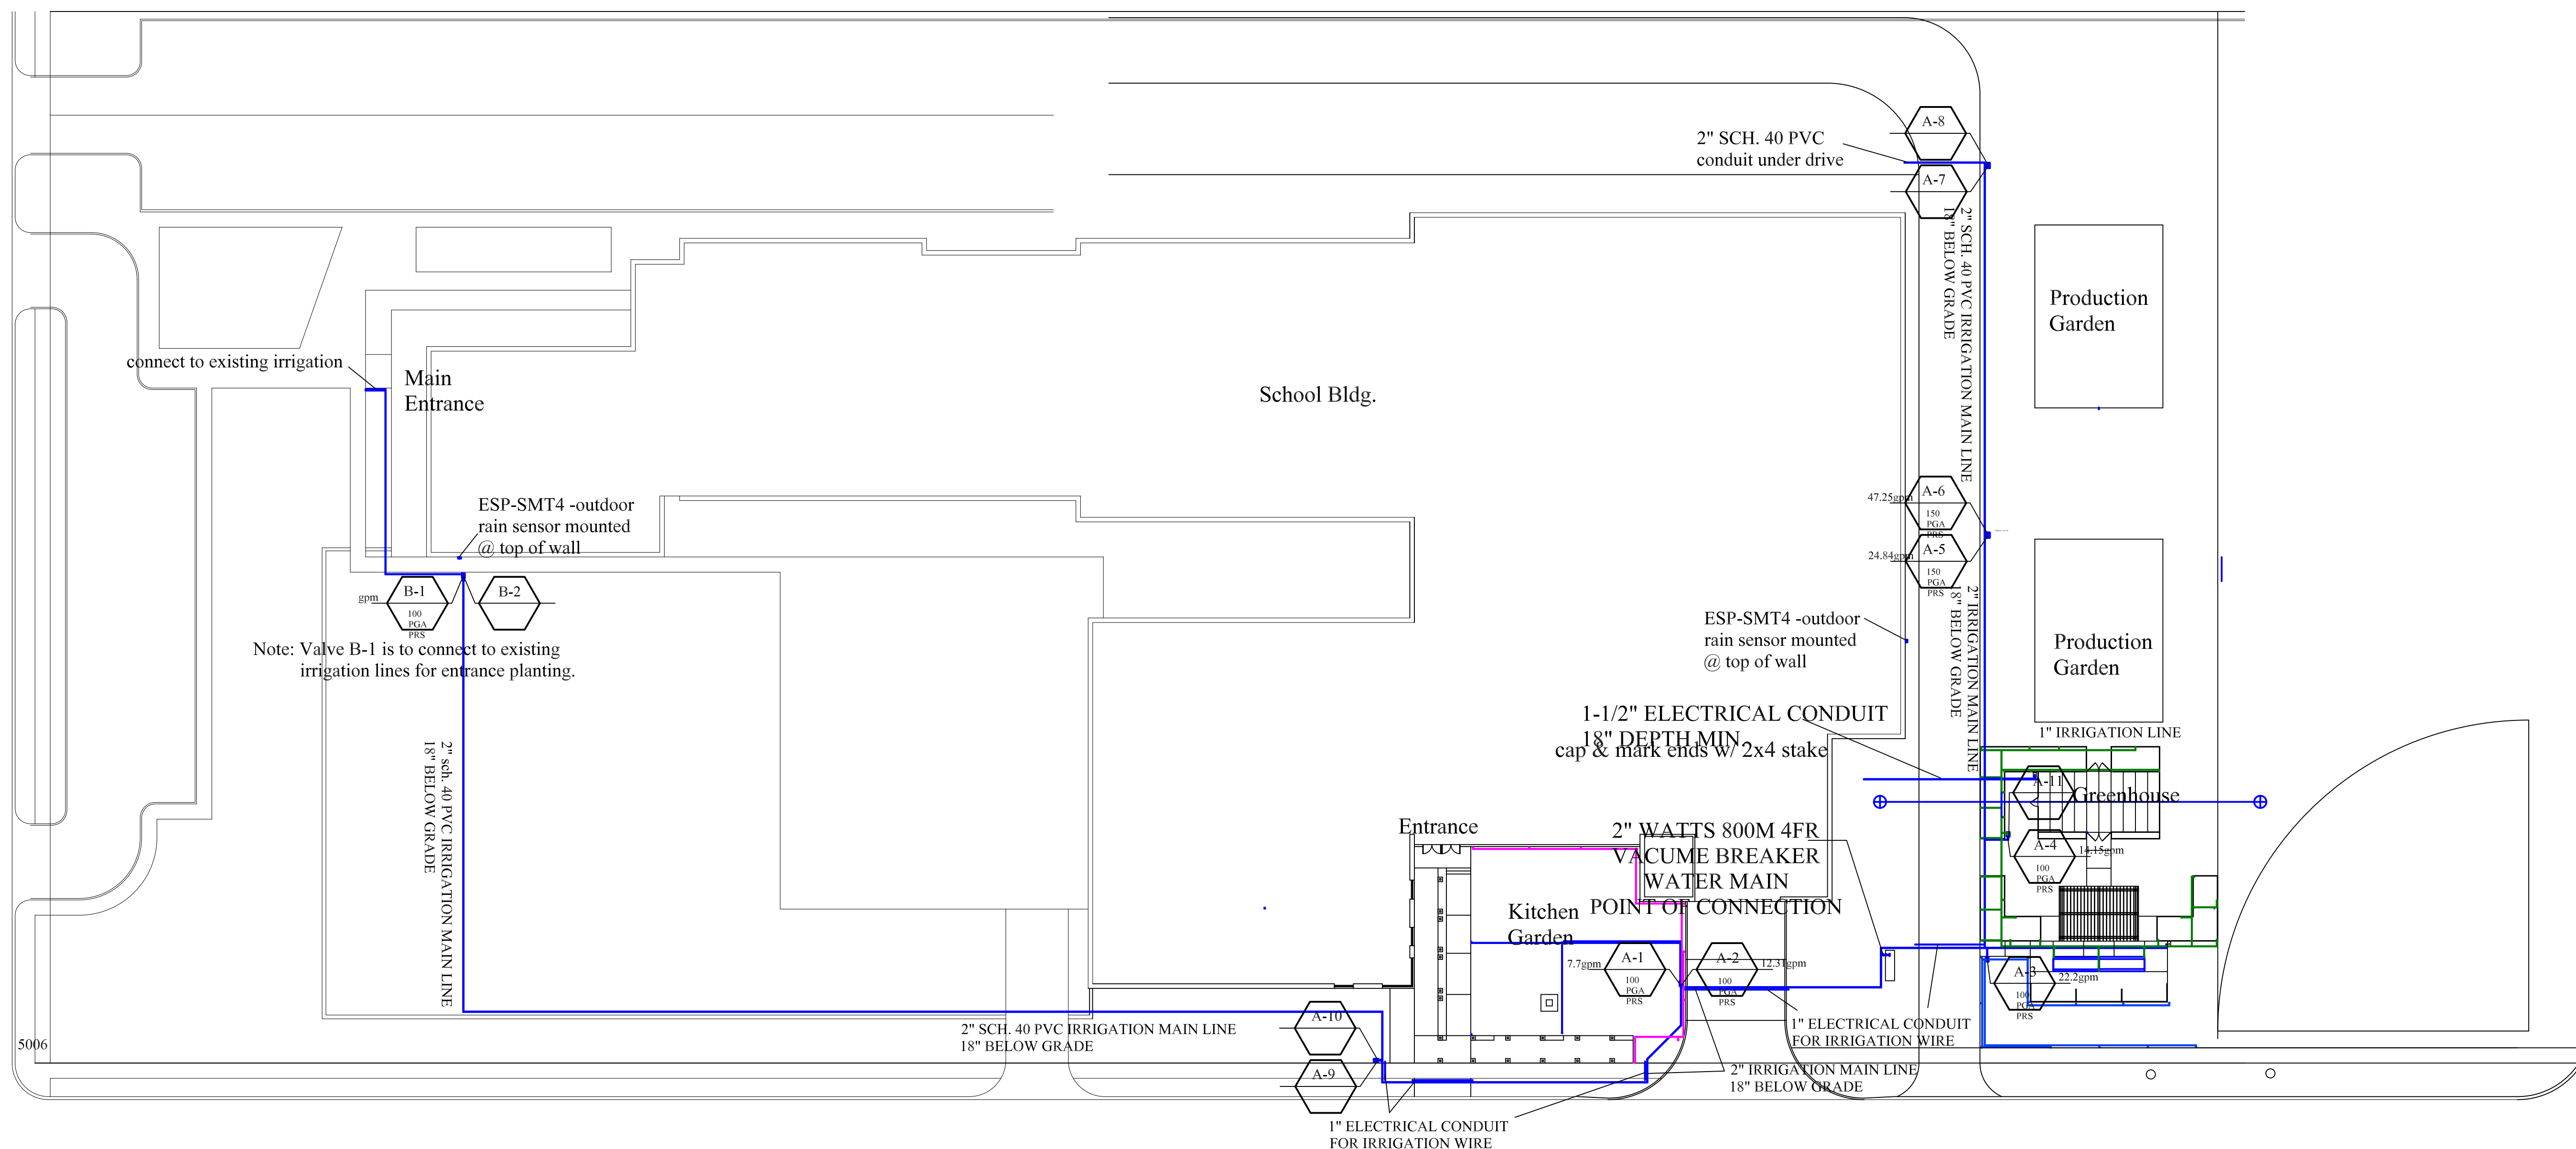 A-8
2" SCH. 40 PVC
conduit under drive
A-7
2" SCH. 40 PVC IRRIGATION MAIN LINE
18" BELOW GRADE
Production
Garden
connect to existing irrigation
Main
Entrance
School Bldg.
ESP-SMT4 -outdoor
rain sensor mounted
@ top of wall
47.25gpm
A-6
150
PGA
PRS
24.84gpm
A-5
150
PGA
PRS
gpm
B-1
100
PGA
PRS
B-2
Note: Valve B-1 is to connect to existing
irrigation lines for entrance planting.
ESP-SMT4 -outdoor
rain sensor mounted
@ top of wall
2" IRRIGATION MAIN LINE
18" BELOW GRADE
Production
Garden
1" IRRIGATION LINE
1-1/2" ELECTRICAL CONDUIT
18" DEPTH MIN.
cap & mark ends w/ 2x4 stake
2" sch. 40 PVC IRRIGATION MAIN LINE
18" BELOW GRADE
A-11
Greenhouse
Entrance
2" WATTS 800M 4FR
VACUME BREAKER
WATER MAIN
POINT OF CONNECTION
A-4
14.15gpm
100
PGA
PRS
Kitchen
Garden
7.7gpm
A-1
100
PGA
PRS
A-2
12.31gpm
100
PGA
PRS
A-3
22.2gpm
100
PGA
PRS
A-10
2" SCH. 40 PVC IRRIGATION MAIN LINE
18" BELOW GRADE
1" ELECTRICAL CONDUIT
FOR IRRIGATION WIRE
5006
A-9
2" IRRIGATION MAIN LINE
18" BELOW GRADE
1" ELECTRICAL CONDUIT
FOR IRRIGATION WIRE